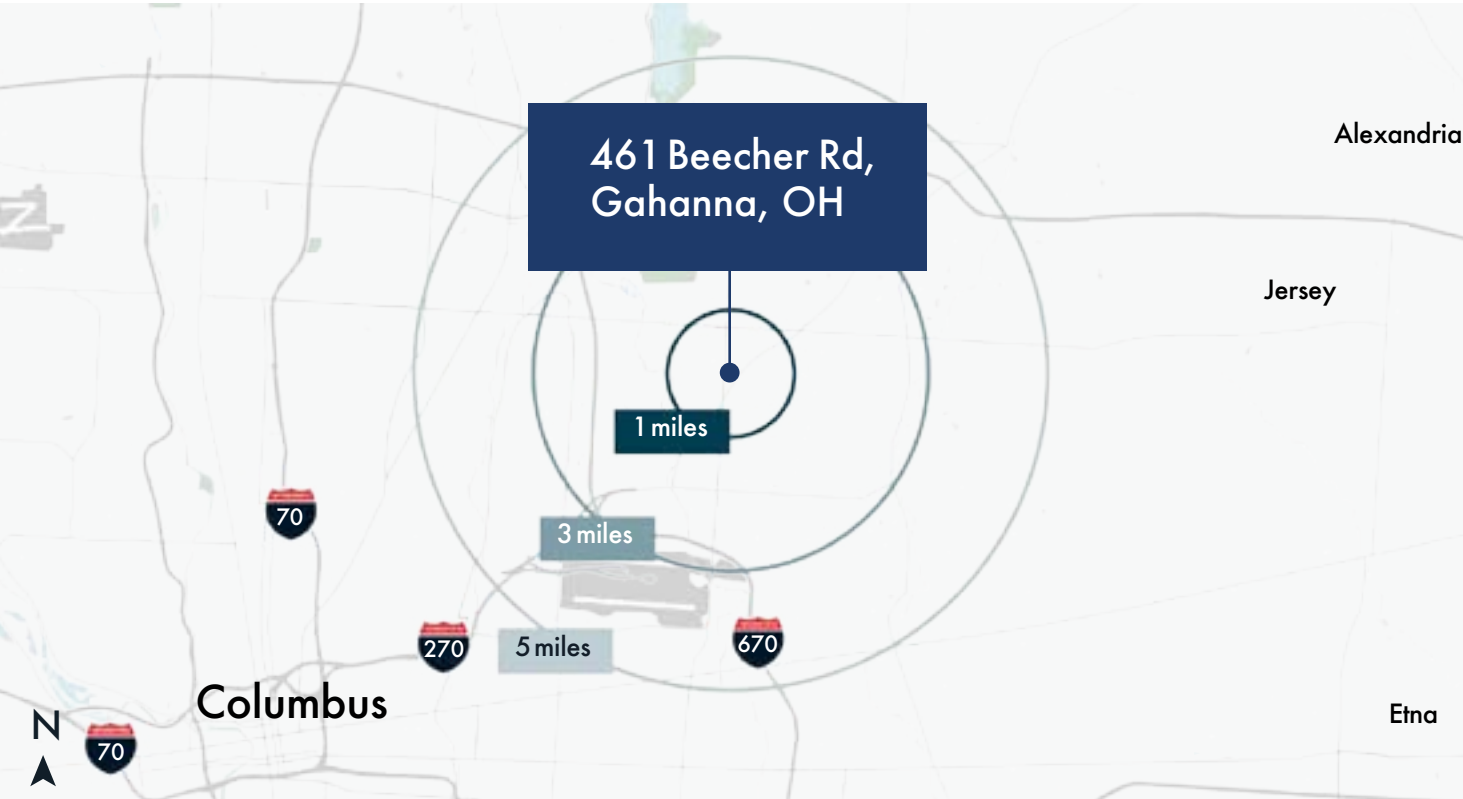 461 Beecher Rd,
Gahanna, OH
Alexandria
Jersey
1 miles
70
3 miles
270
5 miles
670
Columbus
Etna
N
70